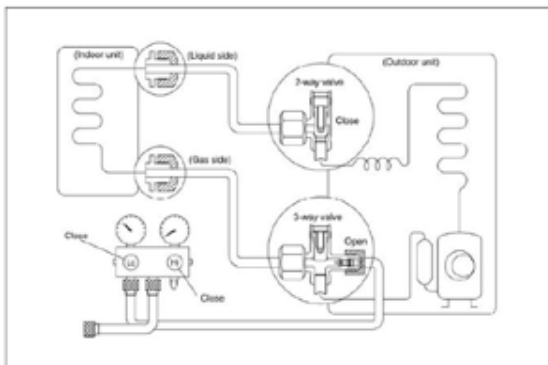 (Indoor unit)
(Liquid side)
2-way valve
Close
(Outdoor unit)
(Gas side)
3-way valve
Open
Close
Lo
Hi
Close